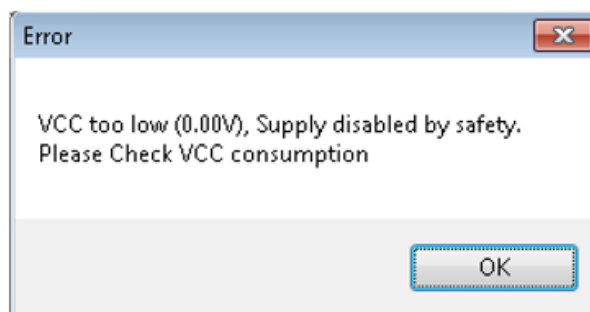 Error
VCC too low (0.00V), Supply disabled by safety.
Please Check VCC consumption
OK